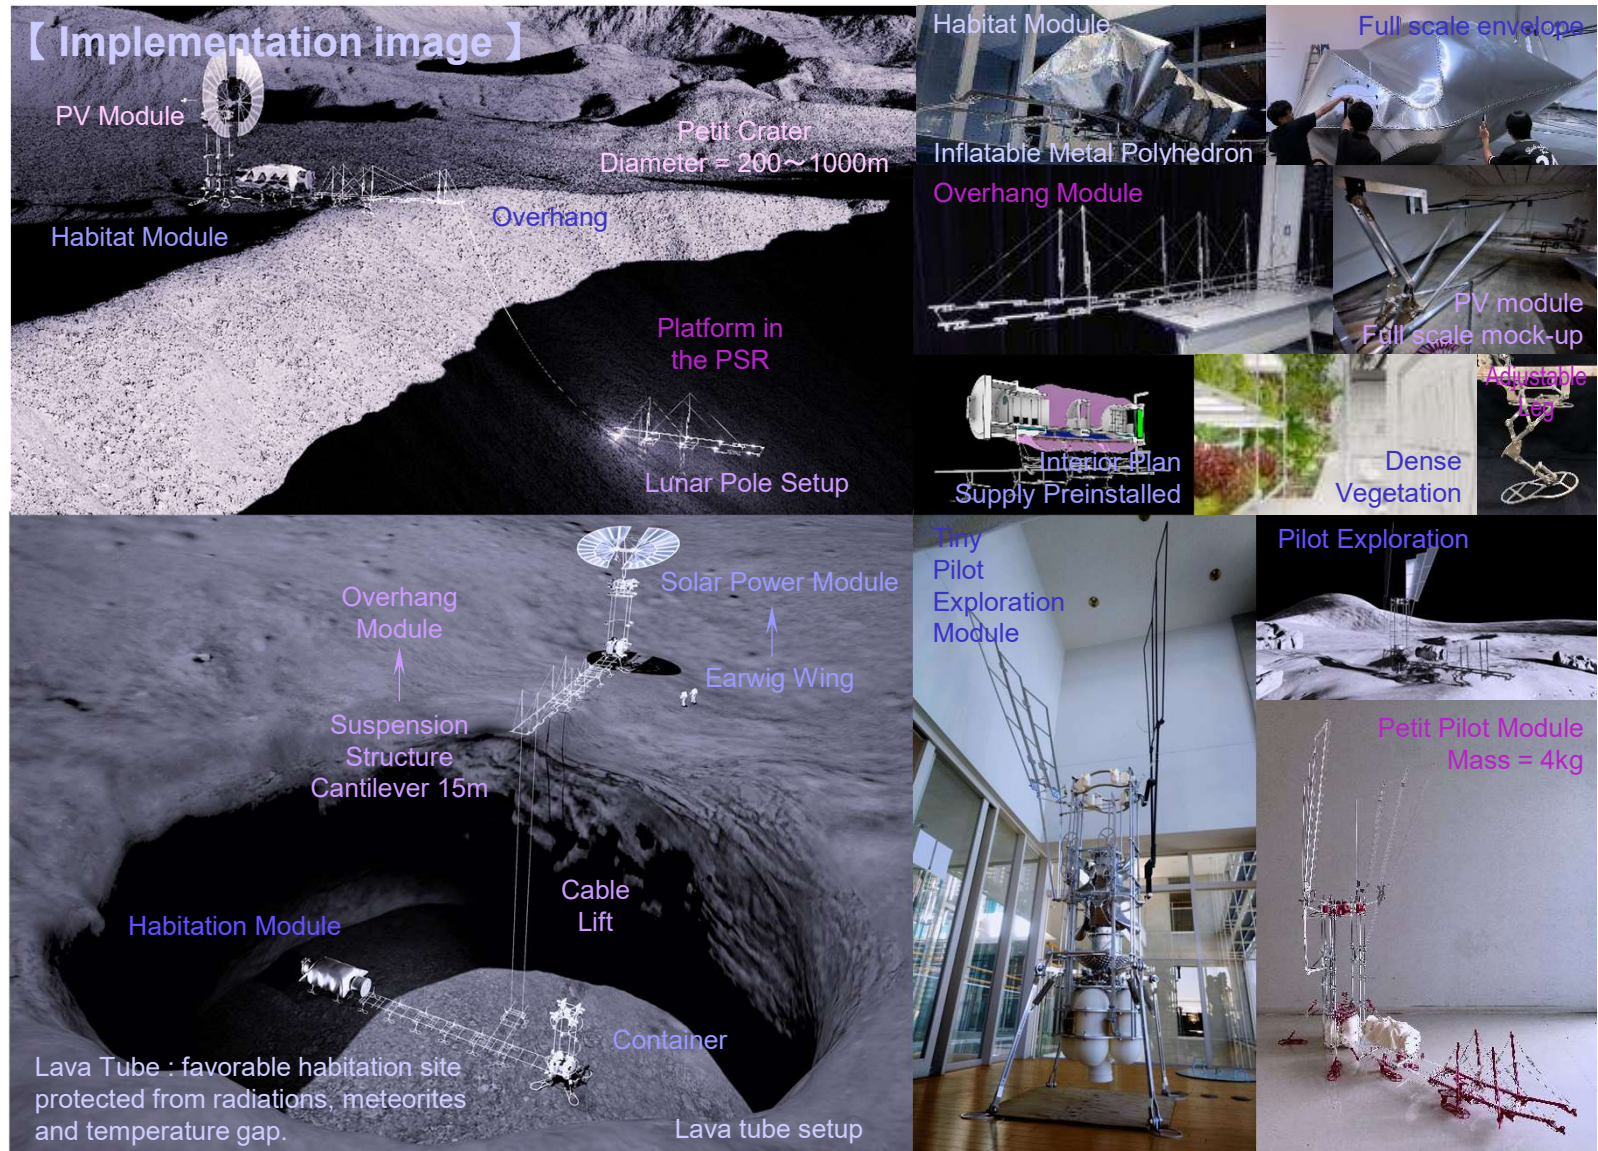 【 Implementation image 】
PV Module
Petit Crater
Diameter = 200～1000m
Habitat Module
Overhang
Platform in
the PSR
Lunar Pole Setup
Habitat Module
Inflatable Metal Polyhedron
Full scale envelope
Overhang Module
PV module
Full scale mock-up
Interior Plan
Supply Preinstalled
Dense
Vegetation
Adjustable
Leg
Overhang
Module
Suspension
Structure
Cantilever 15m
Solar Power Module
Earwig Wing
Cable
Lift
Habitation Module
Container
Lava Tube : favorable habitation site
protected from radiations, meteorites
and temperature gap.
Lava tube setup
Tiny
Pilot
Exploration
Module
Pilot Exploration
Petit Pilot Module
Mass = 4kg